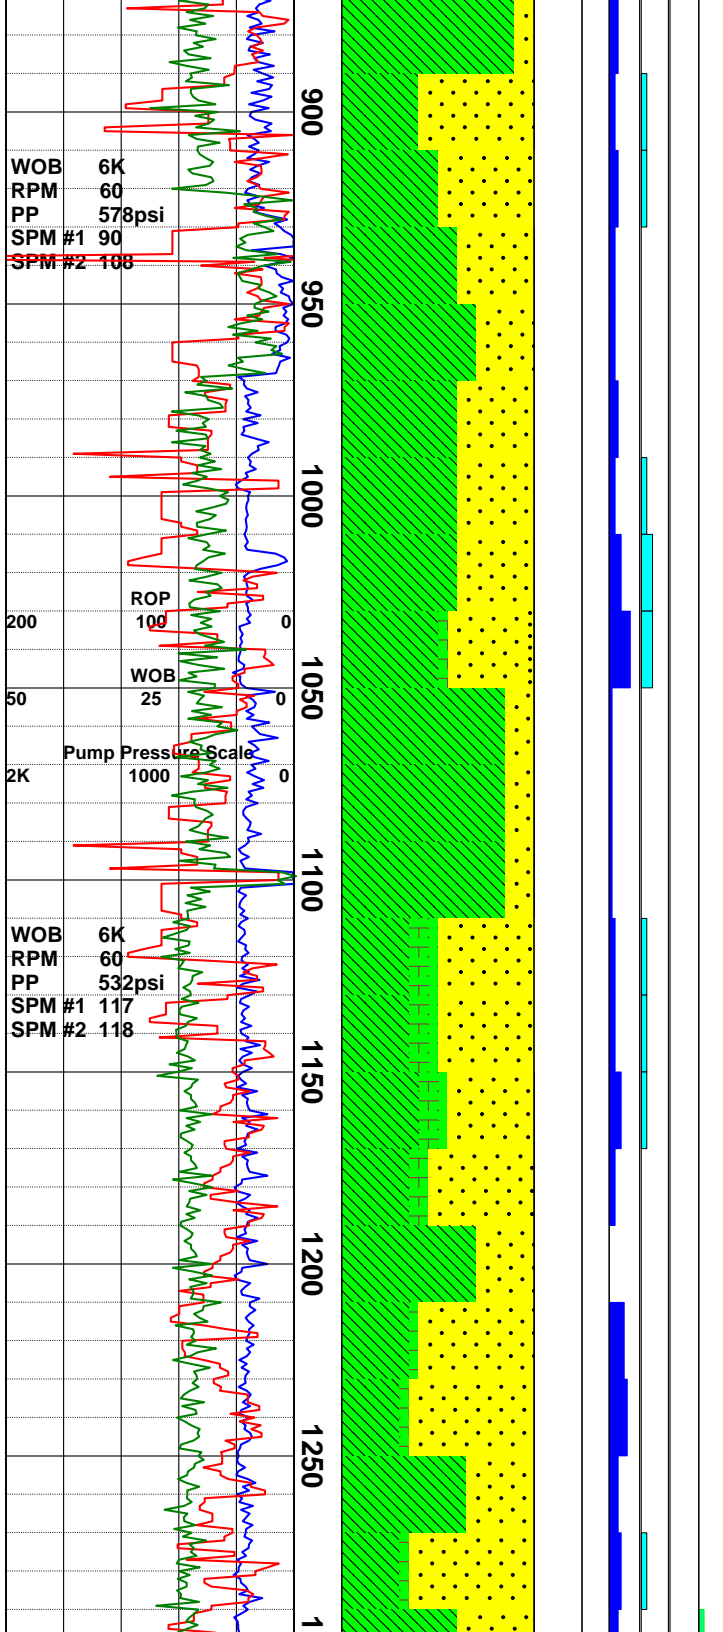 900
WOB 6K
RPM 60
PP 578psi
SPM #1 90
SPM #2 108
950
1000
ROP
200 100 0
WOB
50 25 0
1050
Pump Pressure Scale
2K 1000 0
1100
WOB 6K
RPM 60
PP 532psi
SPM #1 117
SPM #2 118
1150
1200
1250
1